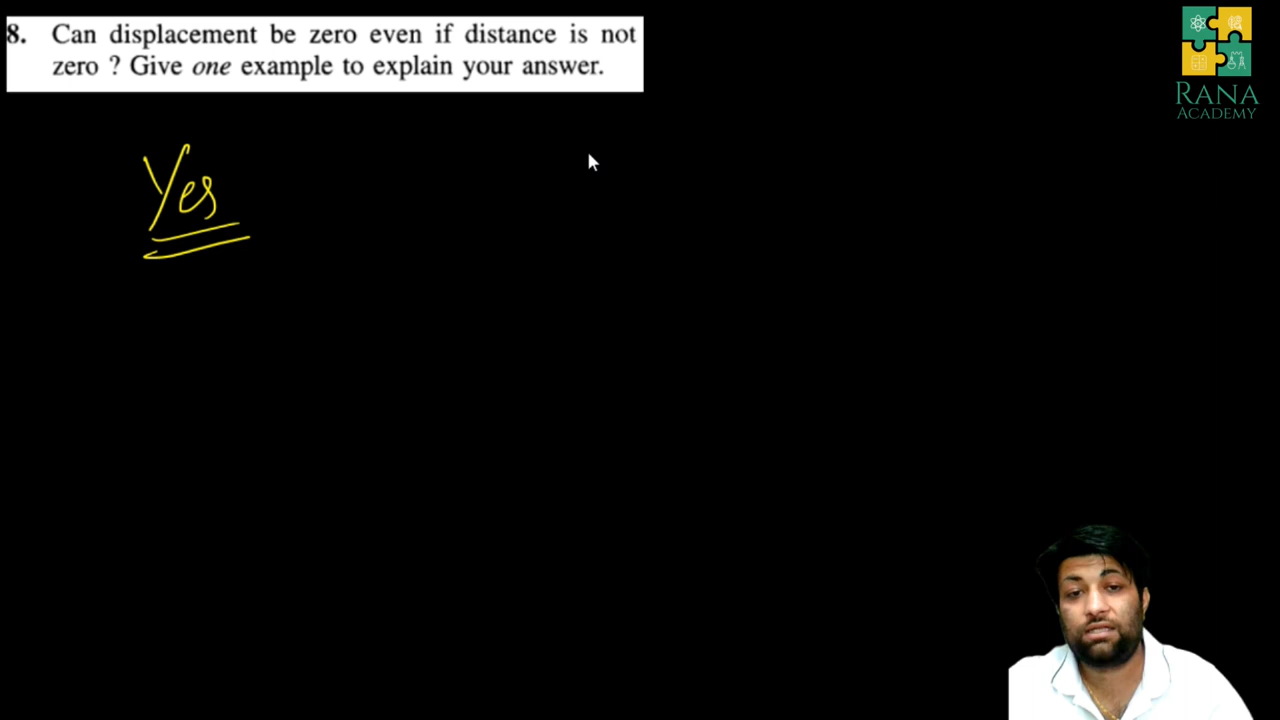 8. Can displacement be zero even if distance is not
zero ? Give one example to explain your answer.
Yes
RANA
ACADEMY